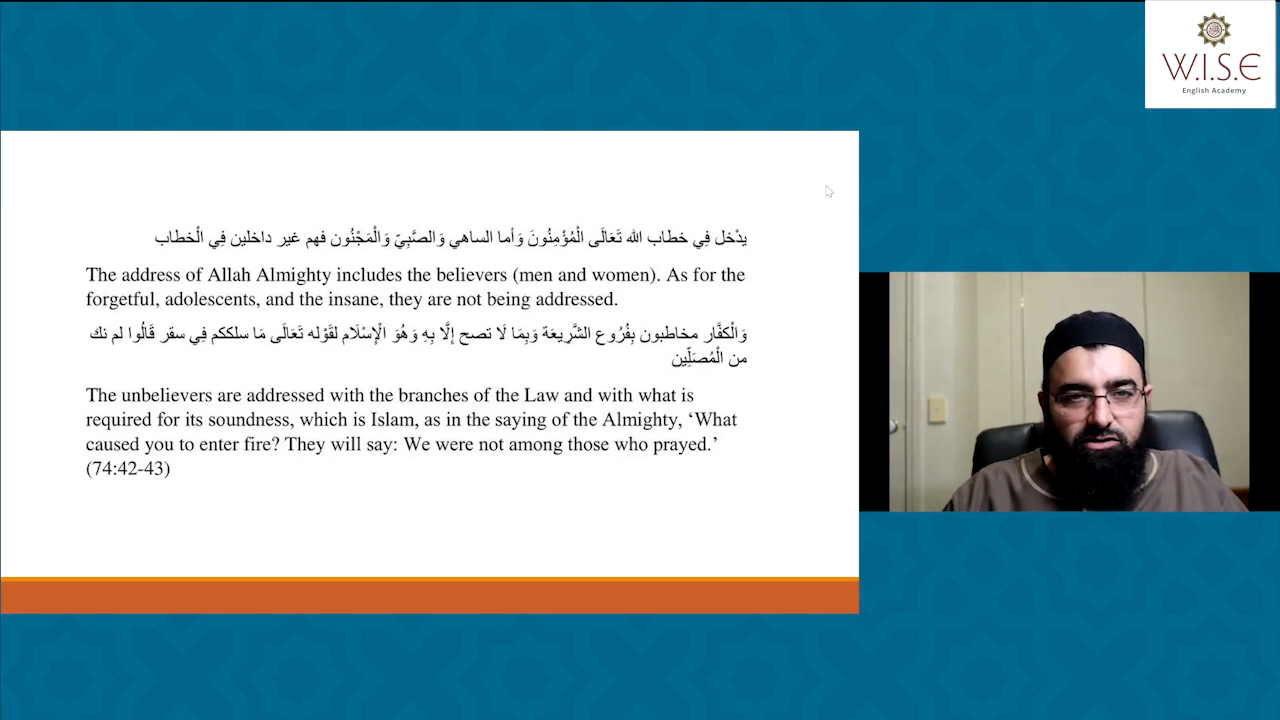 W.I.S.E
English Academy
يدْخل فِي خطاب الله تَعَالَى الْمُؤْمِنُونَ وَأما الساهي وَالصَّبِيّ وَالْمَجْنُون فهم غير داخلين فِي الْخطاب
The address of Allah Almighty includes the believers (men and women). As for the
forgetful, adolescents, and the insane, they are not being addressed.
وَالْكفَّار مخاطبون بِفُرُوع الشَّرِيعَة وَبِمَا لَا تصح إِلَّا بِهِ وَهُوَ الْإِسْلَام لقَوْله تَعَالَى مَا سلككم فِي سقر قَالُوا لم نك
من الْمُصَلِّين
The unbelievers are addressed with the branches of the Law and with what is
required for its soundness, which is Islam, as in the saying of the Almighty, ‘What
caused you to enter fire? They will say: We were not among those who prayed.’
(74:42-43)